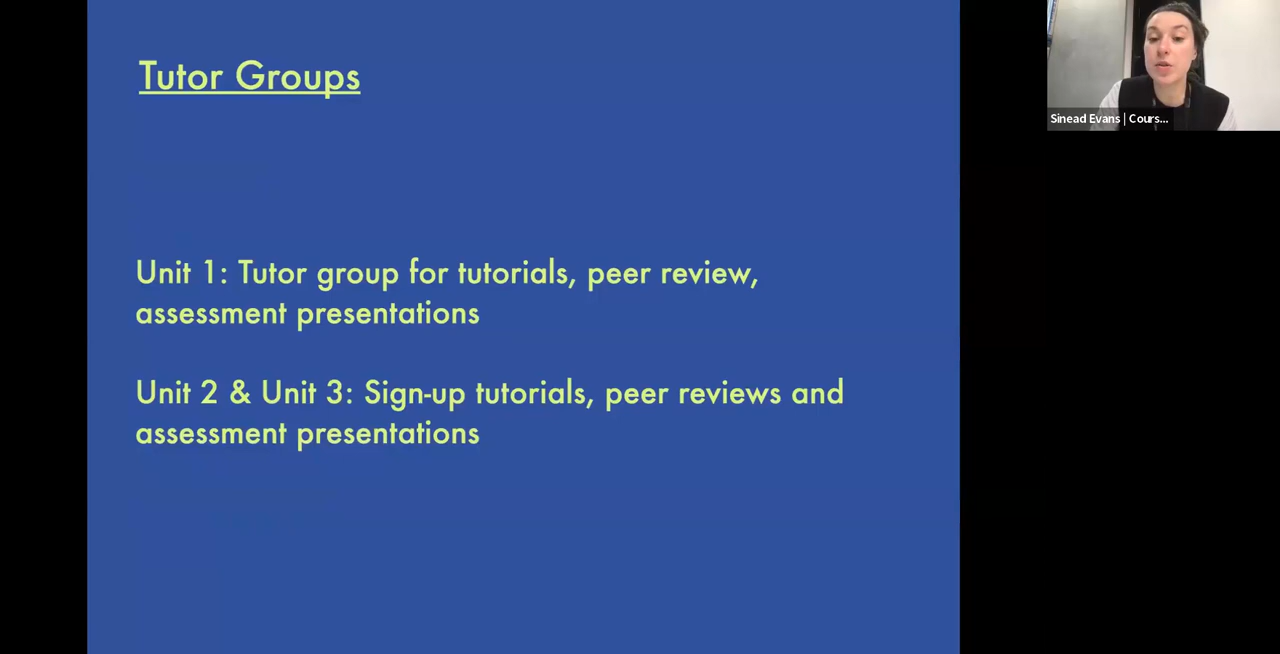 Tutor Groups
Unit 1: Tutor group for tutorials, peer review,
assessment presentations
Unit 2 & Unit 3: Sign-up tutorials, peer reviews and
assessment presentations
Sinead Evans | Cours...